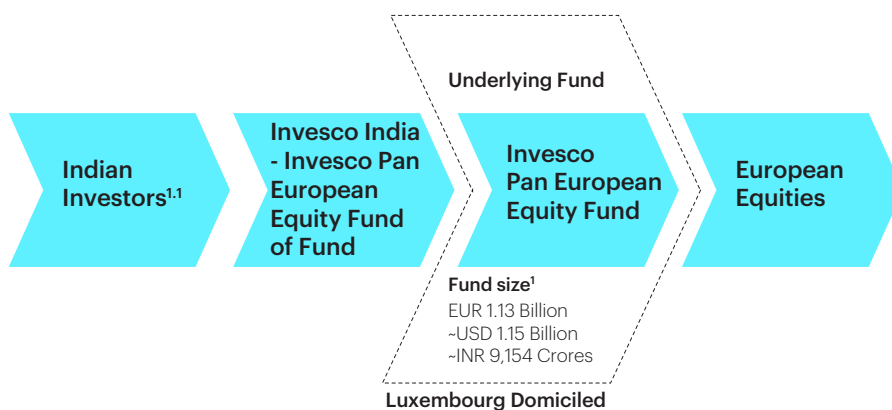 Underlying Fund
Indian
Investors1.1
Invesco India
- Invesco Pan
European
Equity Fund
of Fund
Invesco
Pan European
Equity Fund
European
Equities
Fund size1
EUR 1.13 Billion
~USD 1.15 Billion
~INR 9,154 Crores
Luxembourg Domiciled